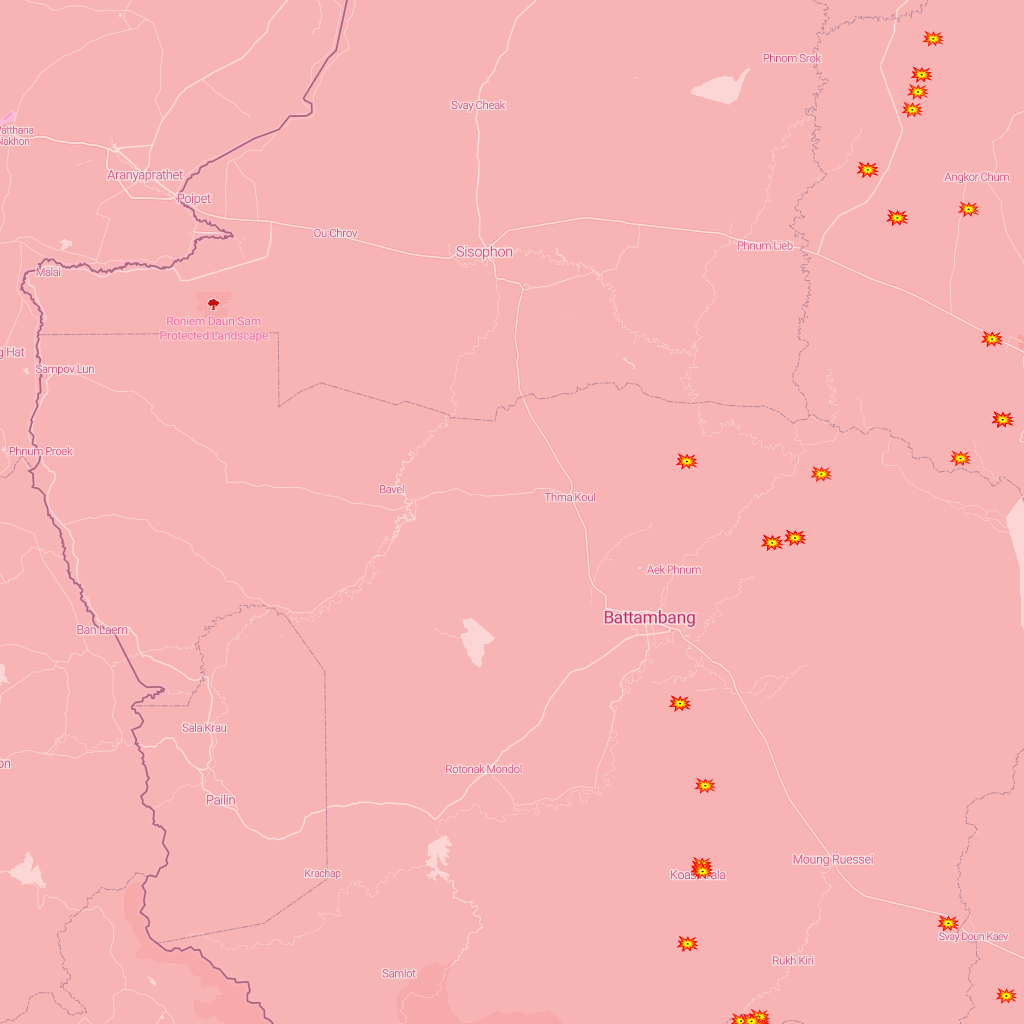 Phnom Srok
Svay Cheak
Nakhon
Aranyaprathet
Angkor Chum
Poipet
Ou Chrov
Phnum Lieb
Sisophon
Malai
Roniem Daun Sam
Protected Landscape
Hat
Sampov Lun
Phnum Proek
Bavel
Thma Koul
Aek Phnum
Battambang
Ban Laem
Sala Krau
Rotonak Mondol
Pailin
Moung Ruessei
Krachap
Svay Doun Kaev
Rukh Kiri
Samlot